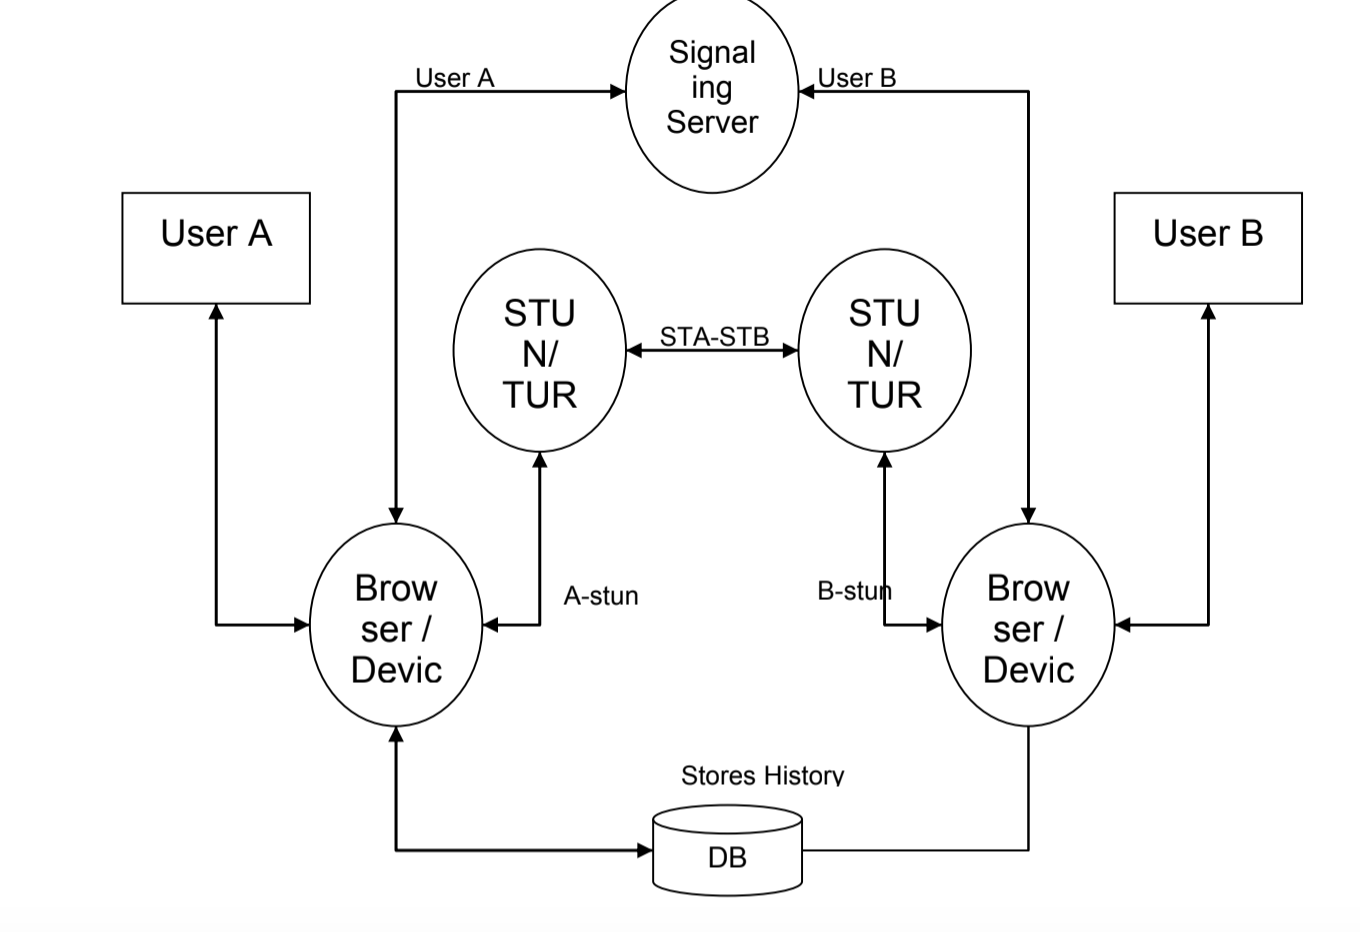 Signal
ing
Server
User A
User B
User A
User B
STU
N/
TUR
STA-STB
STU
N/
TUR
Brow
ser /
Devic
A-stun
B-stun
Brow
ser /
Devic
Stores History
DB